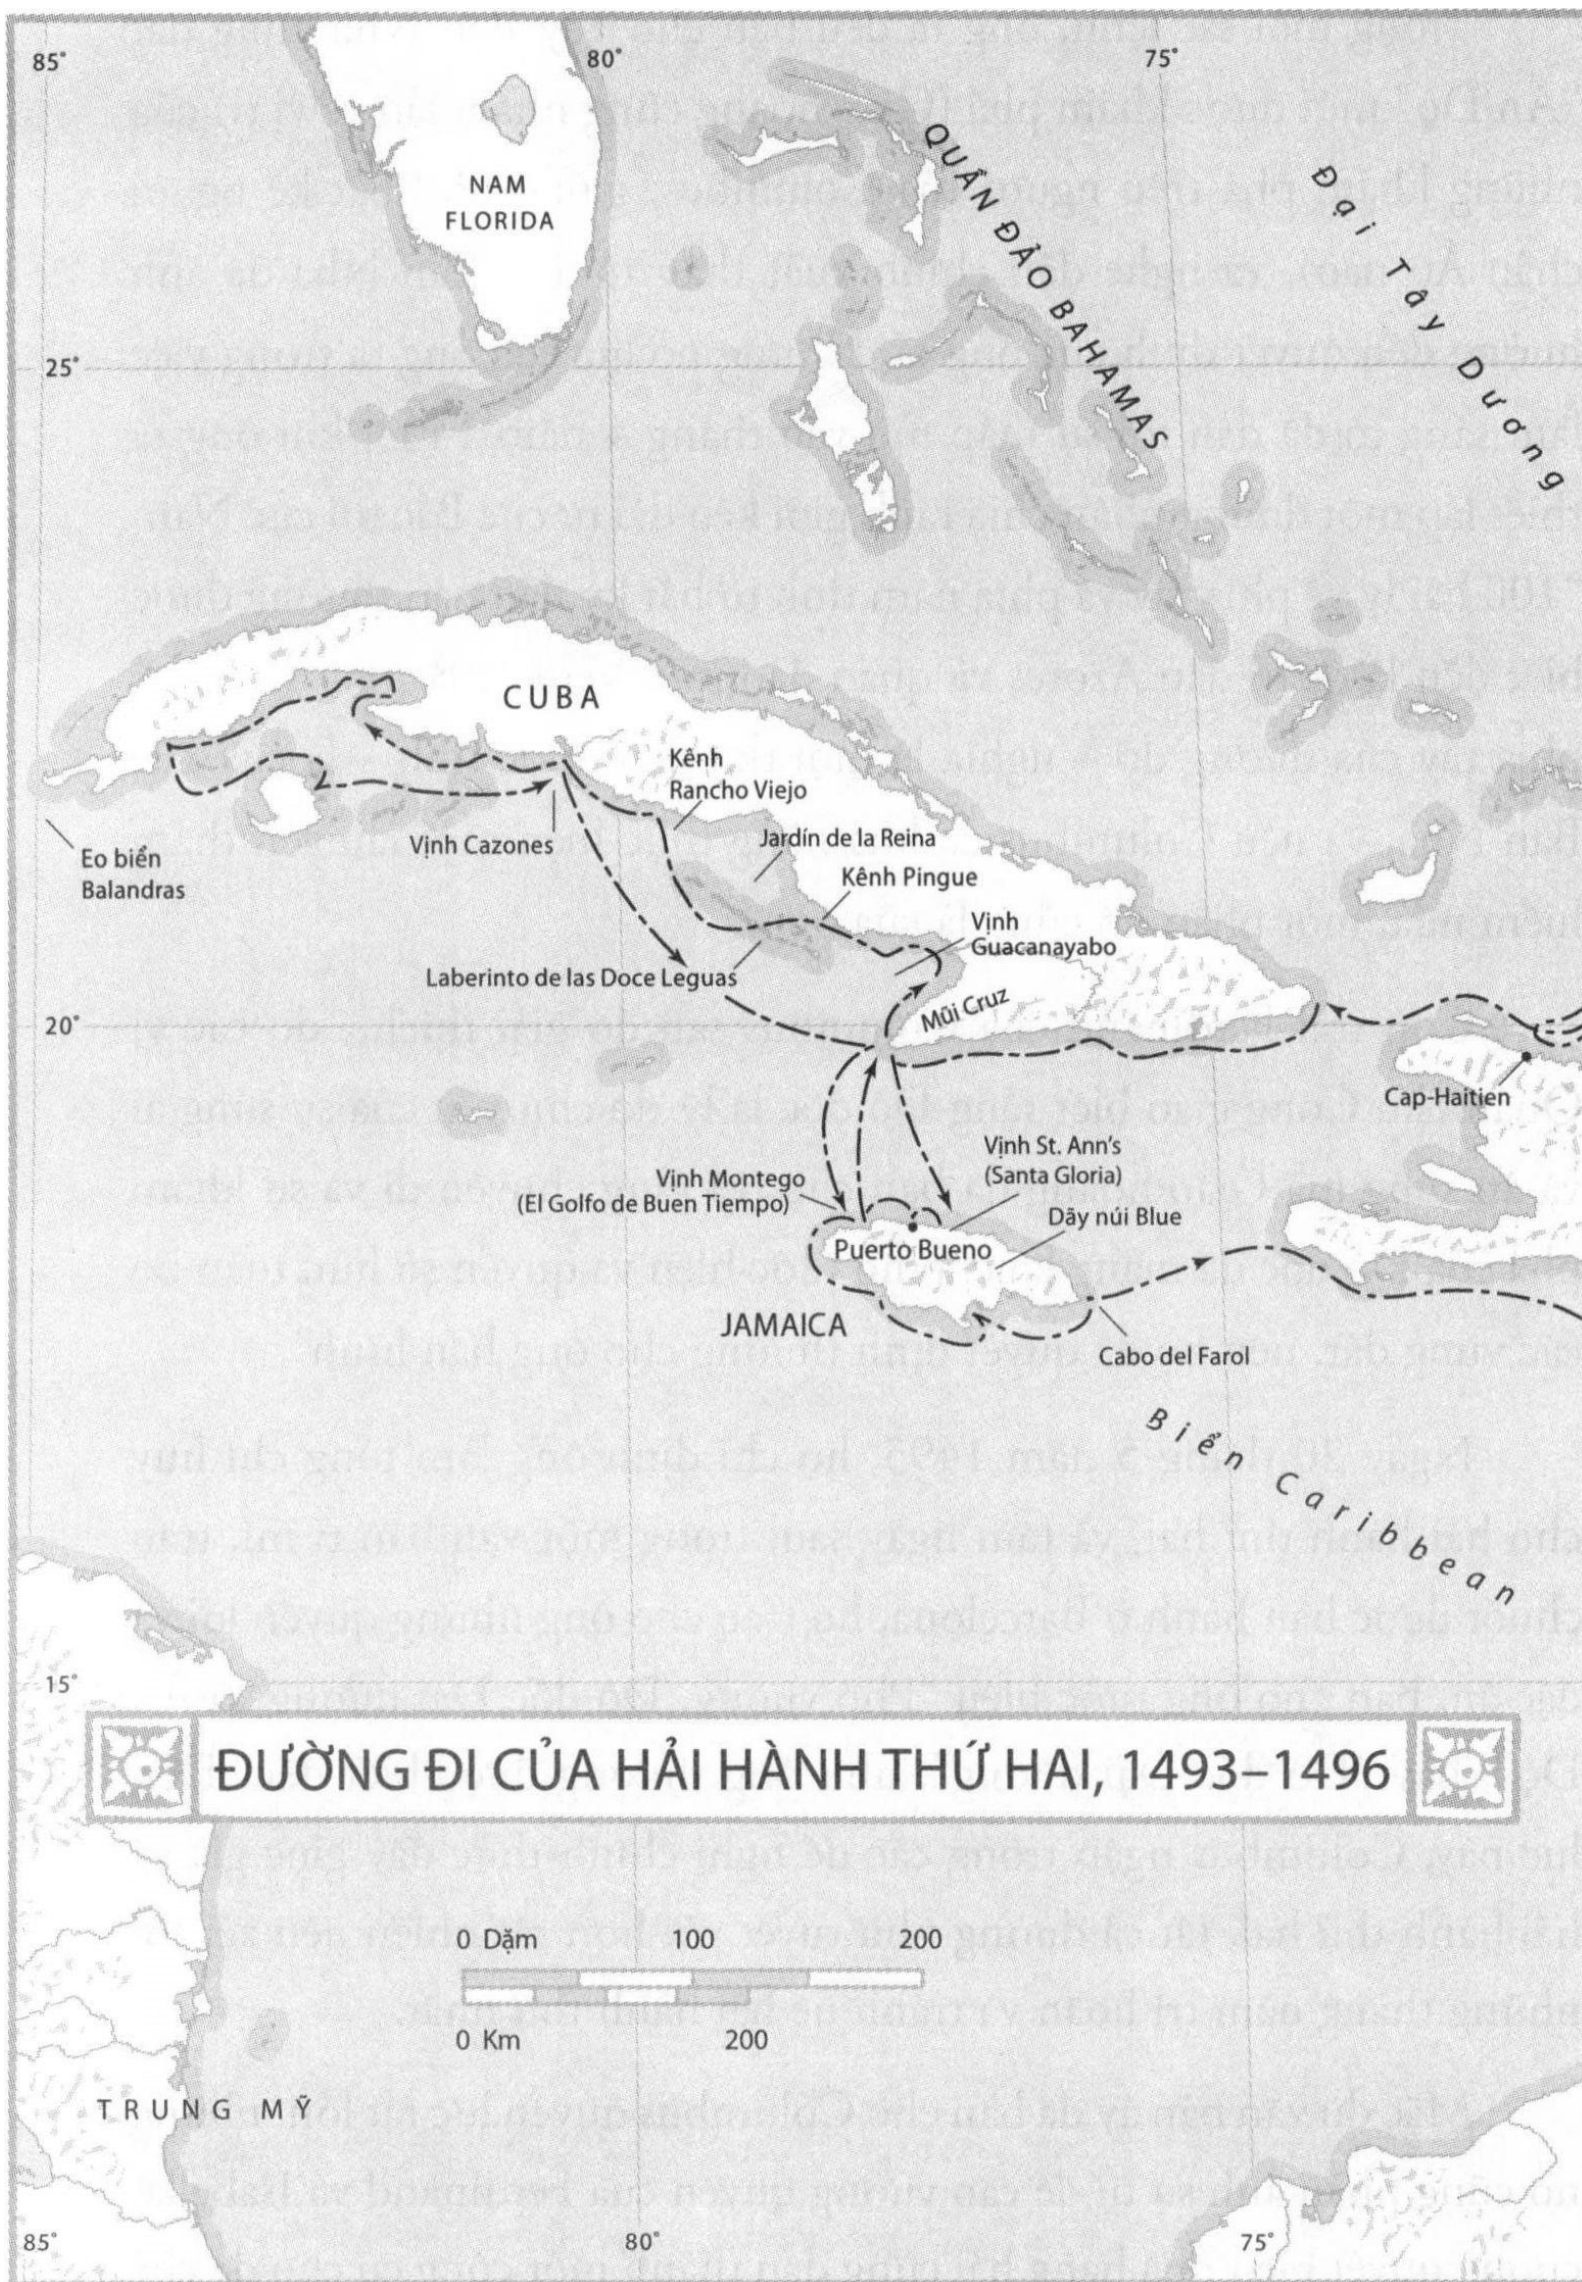 85°
80°
75°
NAM
FLORIDA
QUẦN ĐẢO BAHAMAS
Đại Tây Dương
25°
CUBA
Kênh
Rancho Viejo
Eo biển
Balandras
Vịnh Cazones
Jardín de la Reina
Kênh Pingue
Vịnh
Guacanayabo
Laberinto de las Doce Leguas
Mũi Cruz
20°
Cap-Haitien
Vịnh St. Ann's
(Santa Gloria)
Vịnh Montego
(El Golfo de Buen Tiempo)
Dãy núi Blue
Puerto Bueno
JAMAICA
Cabo del Farol
Biển Caribbean
15°
ĐƯỜNG ĐI CỦA HẢI HÀNH THỨ HAI, 1493–1496
0 Dặm 100 200
0 Km 200
TRUNG MỸ
85°
80°
75°